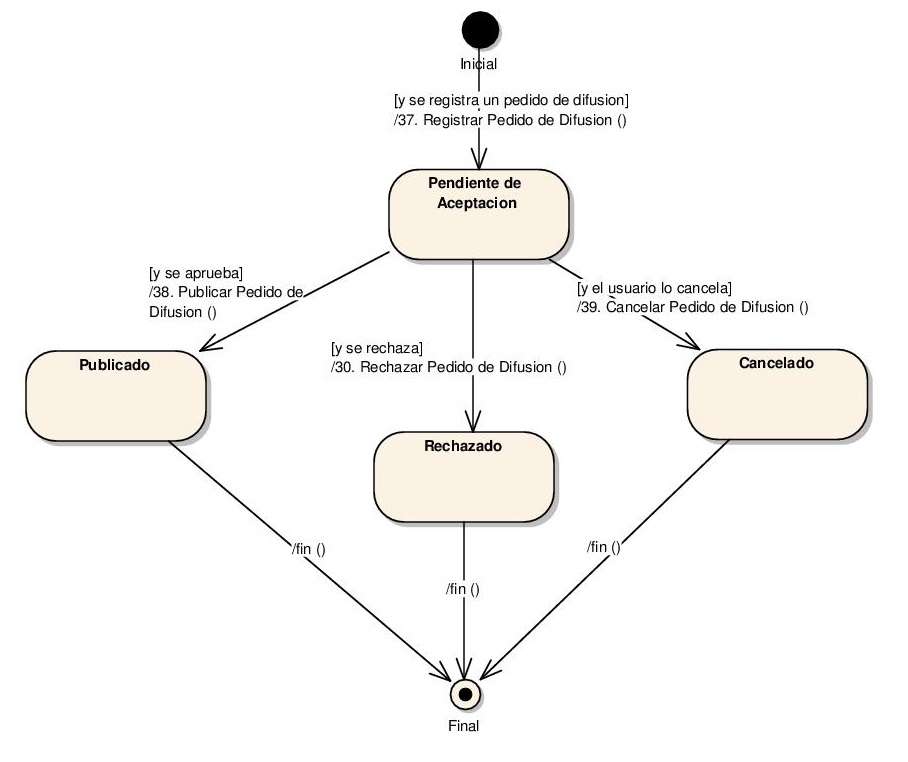 Inicial
[y se registra un pedido de difusion]
/37. Registrar Pedido de Difusion ()
Pendiente de
Aceptacion
[y se aprueba]
/38. Publicar Pedido de
Difusion ()
[y el usuario lo cancela]
/39. Cancelar Pedido de Difusion ()
[y se rechaza]
/30. Rechazar Pedido de Difusion ()
Publicado
Cancelado
Rechazado
/fin ()
/fin ()
/fin ()
Final